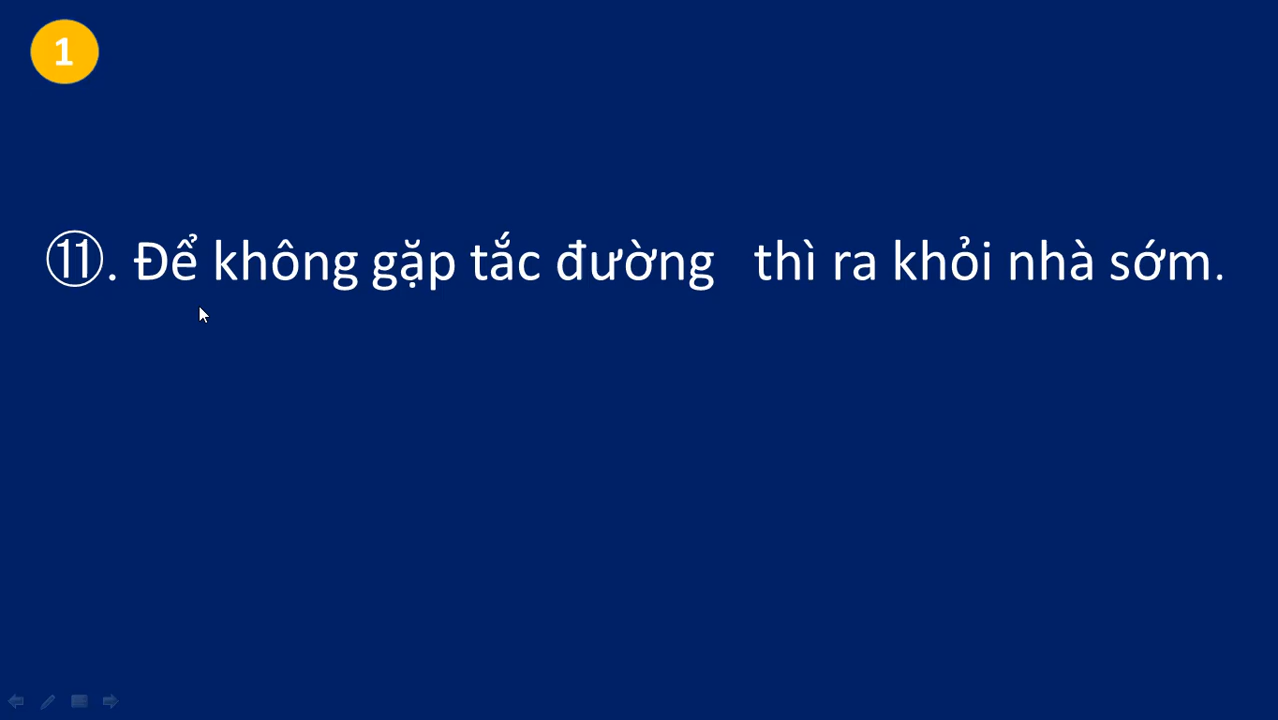 1
⑪. Để không gặp tắc đường thì ra khỏi nhà sớm.